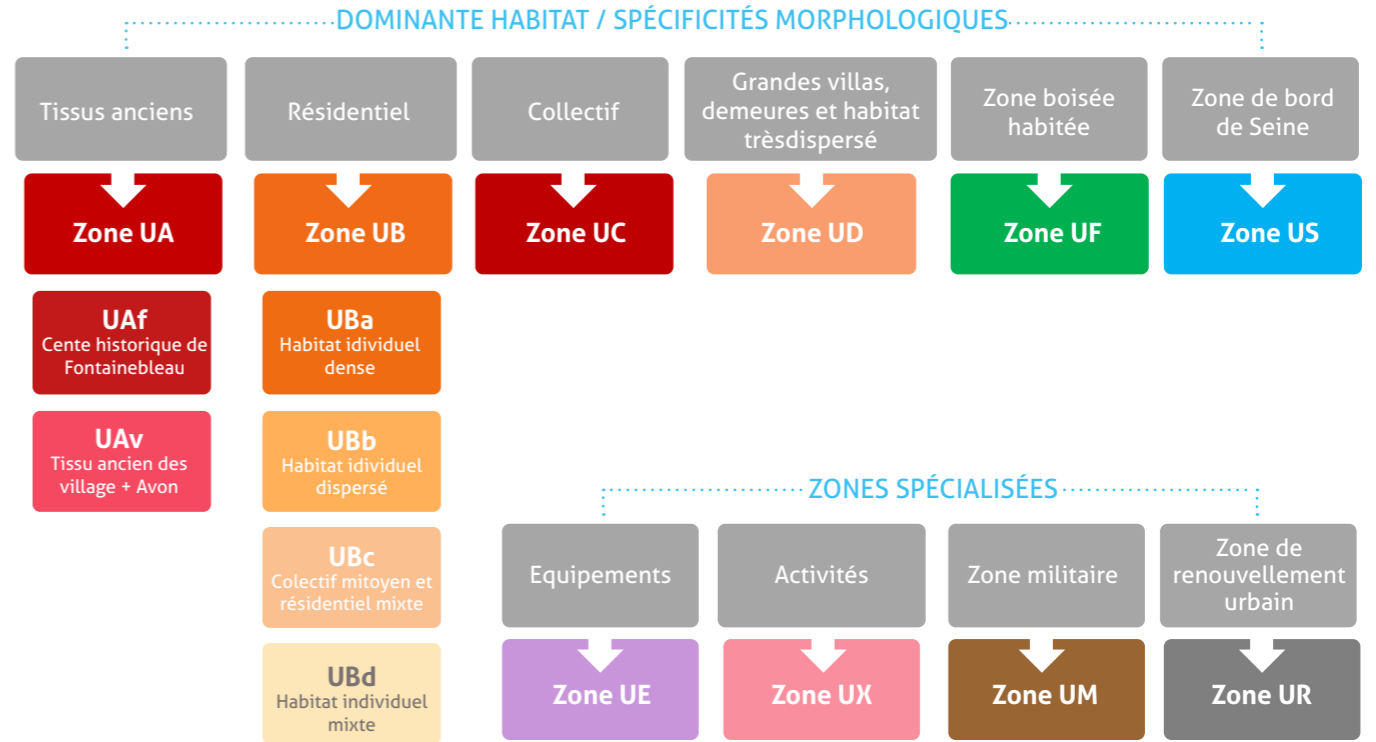 DOMINANTE HABITAT / SPÉCIFICITÉS MORPHOLOGIQUES
Tissus anciens
Résidentiel
Collectif
Grandes villas,
demeures et habitat
trèsdispersé
Zone boisée
habitée
Zone de bord
de Seine
Zone UA
Zone UB
Zone UC
Zone UD
Zone UF
Zone US
UAf
Cente historique de
Fontainebleau
UBa
Habitat idividuel
dense
UAv
Tissu ancien des
village + Avon
UBb
Habitat idividuel
dispersé
UBc
Colectif mitoyen et
résidentiel mixte
UBd
Habitat individuel
mixte
ZONES SPÉCIALISÉES
Equipements
Activités
Zone militaire
Zone de
renouvellement
urbain
Zone UE
Zone UX
Zone UM
Zone UR